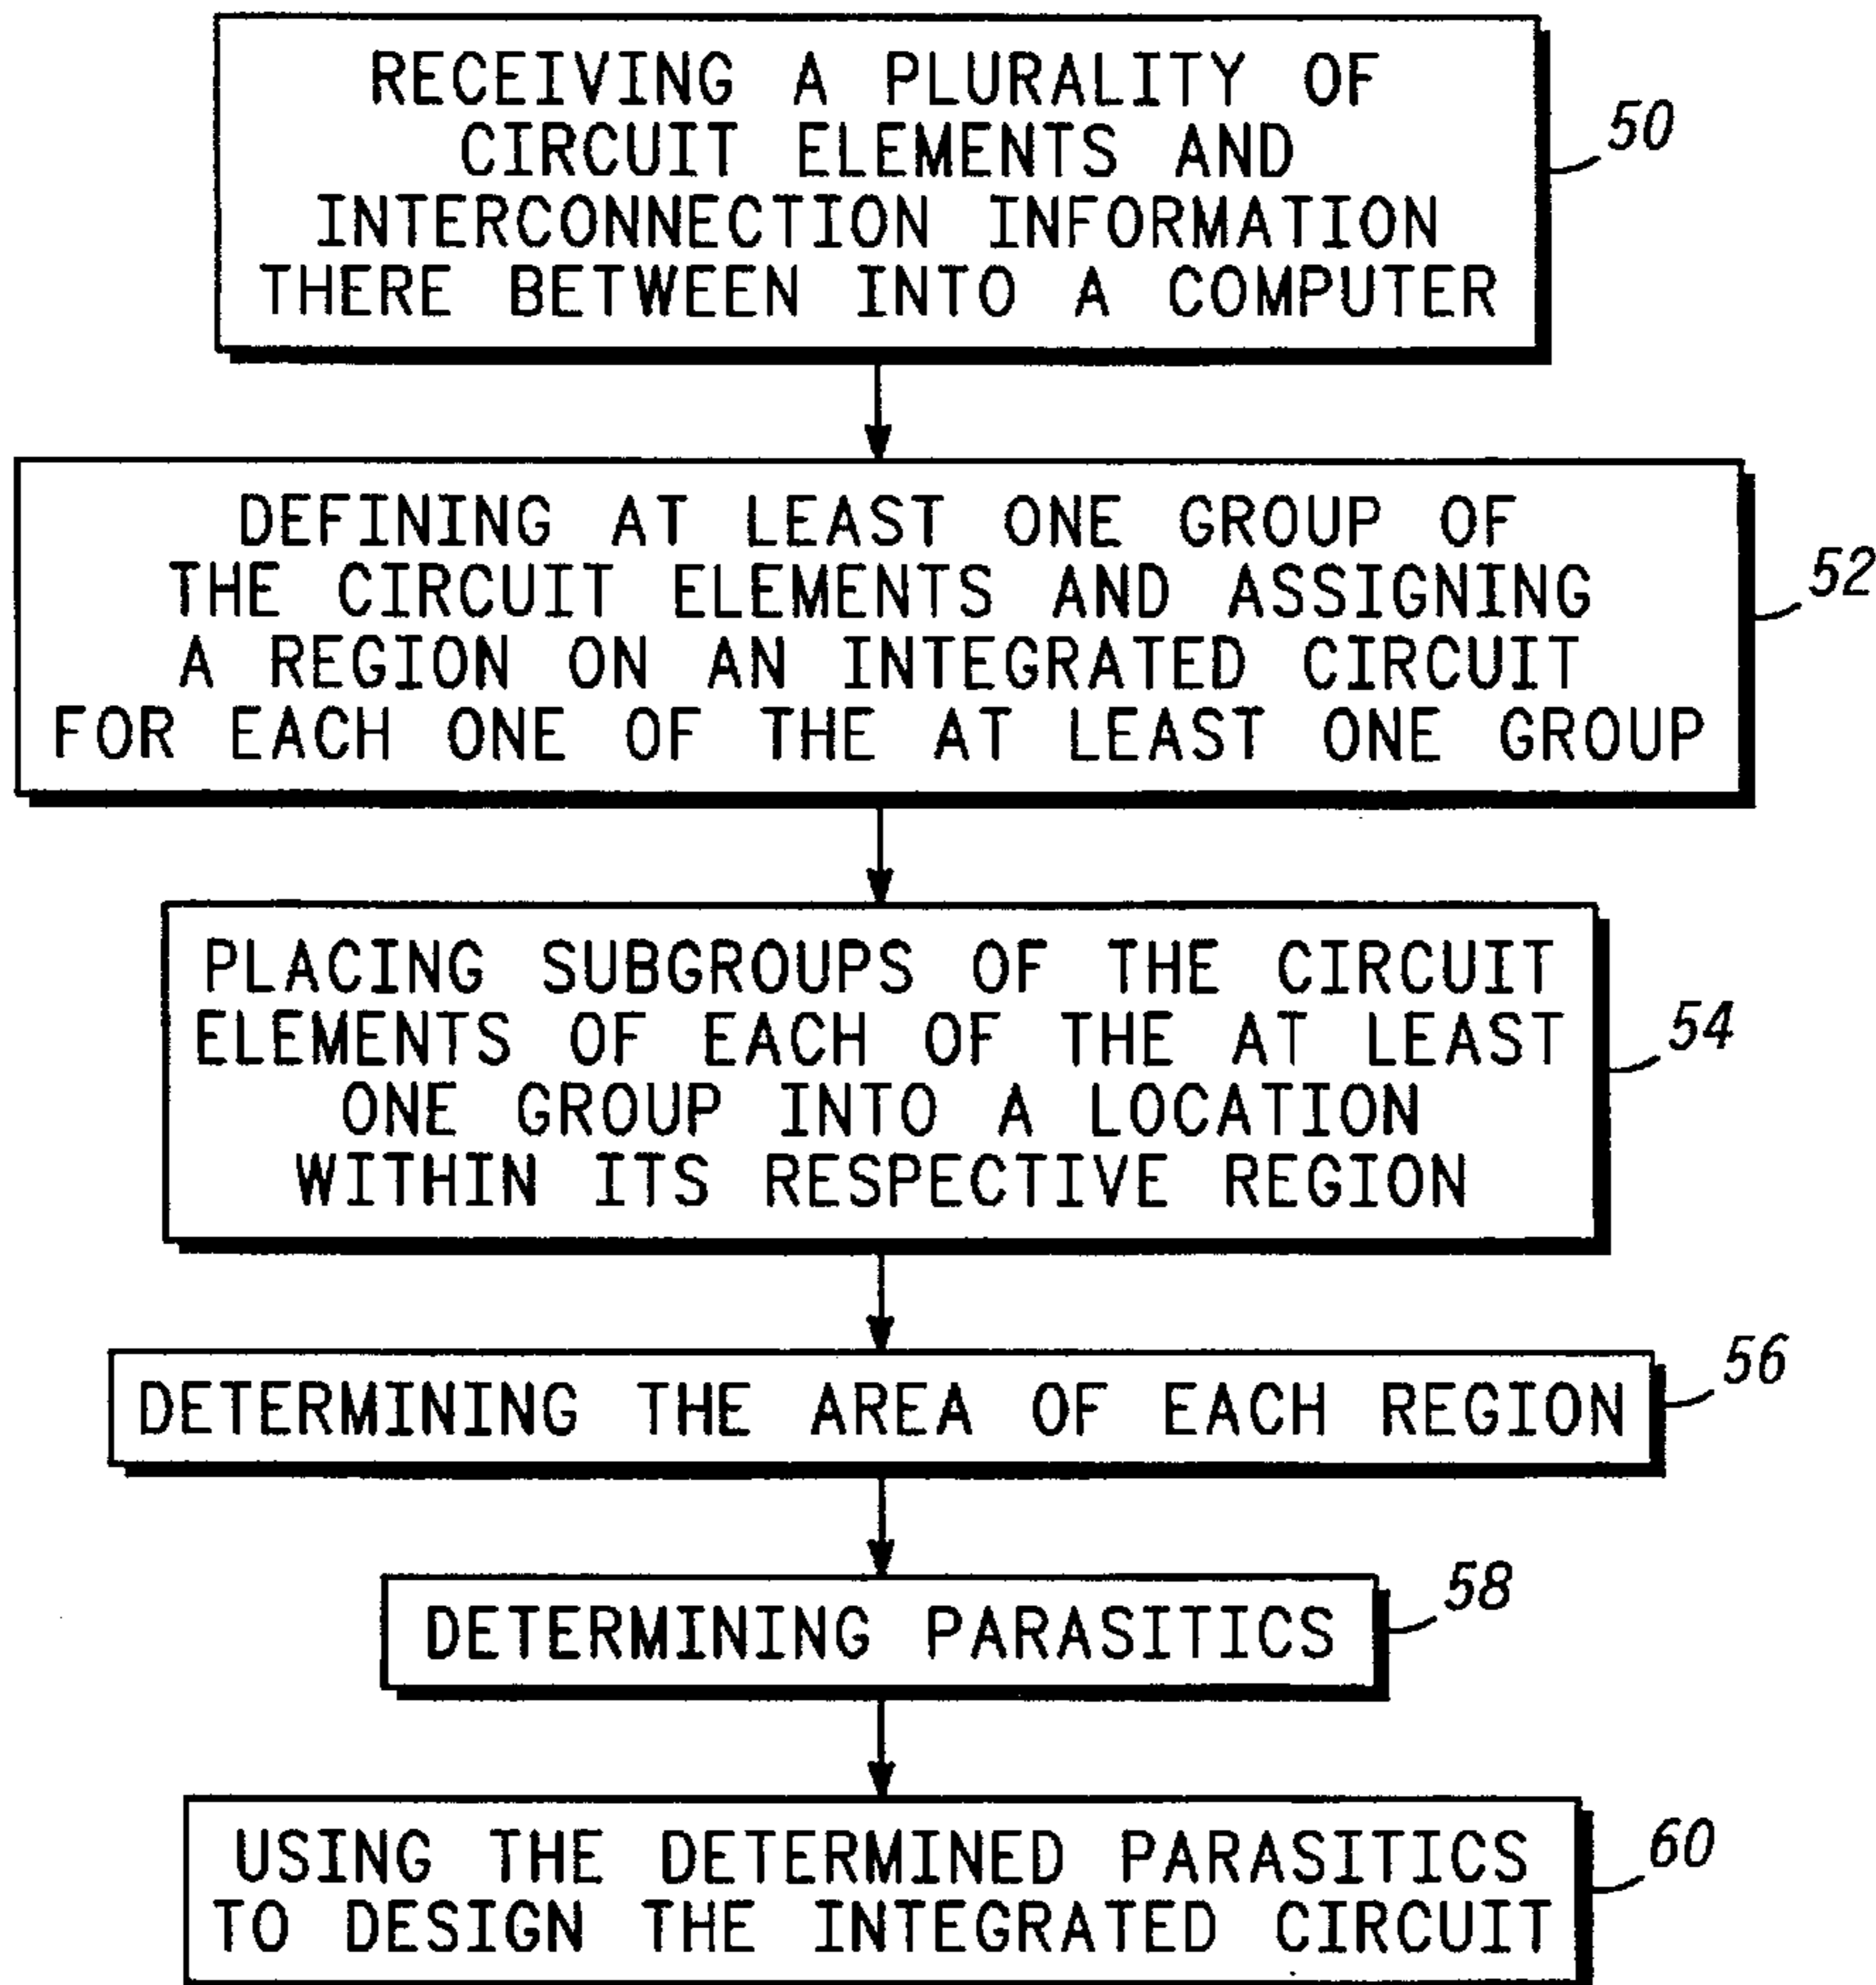 RECEIVING A PLURALITY OF
CIRCUIT ELEMENTS AND
INTERCONNECTION INFORMATION
THERE BETWEEN INTO A COMPUTER
50
DEFINING AT LEAST ONE GROUP OF
THE CIRCUIT ELEMENTS AND ASSIGNING
A REGION ON AN INTEGRATED CIRCUIT
FOR EACH ONE OF THE AT LEAST ONE GROUP
52
PLACING SUBGROUPS OF THE CIRCUIT
ELEMENTS OF EACH OF THE AT LEAST
ONE GROUP INTO A LOCATION
WITHIN ITS RESPECTIVE REGION
54
DETERMINING THE AREA OF EACH REGION
56
DETERMINING PARASITICS
58
USING THE DETERMINED PARASITICS
TO DESIGN THE INTEGRATED CIRCUIT
60